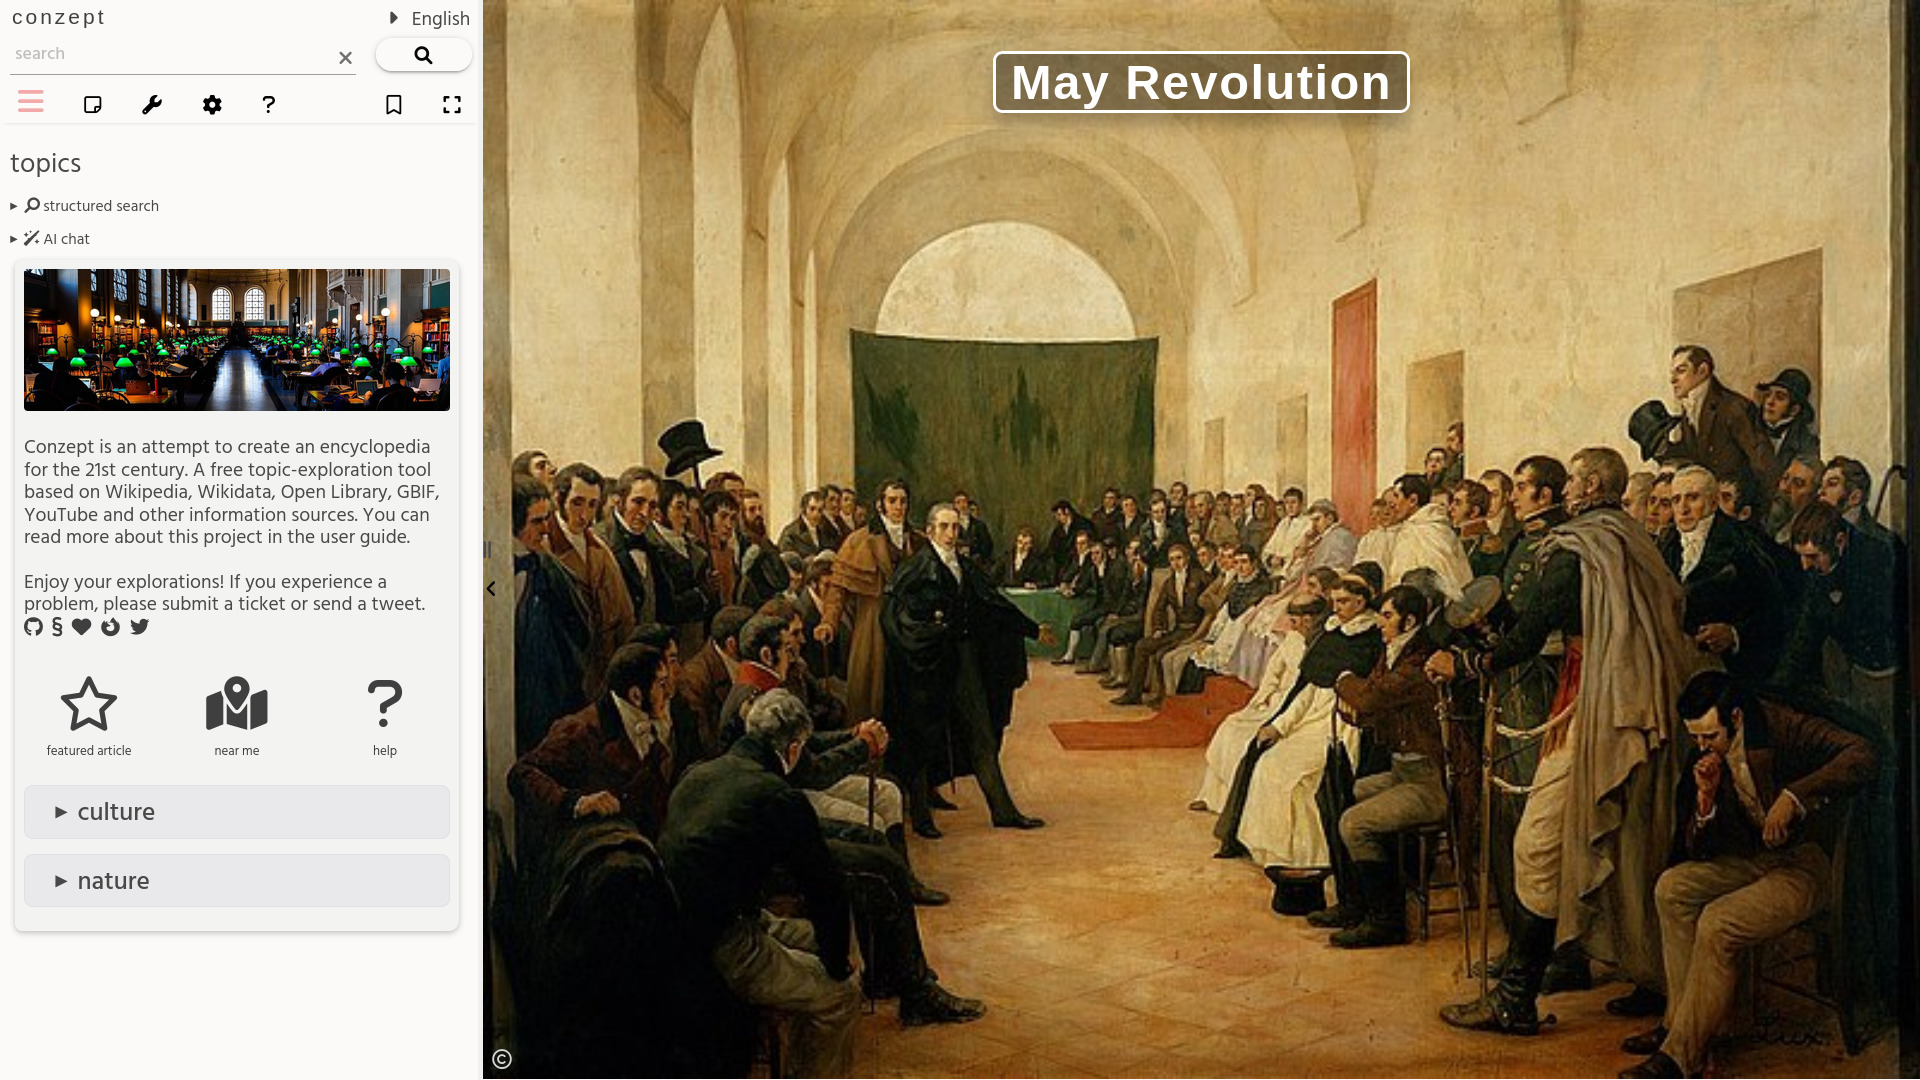 conzept
English
search
topics
structured search
AI chat
Conzept is an attempt to create an encyclopedia
for the 21st century. A free topic-exploration tool
based on Wikipedia, Wikidata, Open Library, GBIF,
YouTube and other information sources. You can
read more about this project in the user guide.
Enjoy your explorations! If you experience a
problem, please submit a ticket or send a tweet.
featured article
near me
help
culture
nature
May Revolution